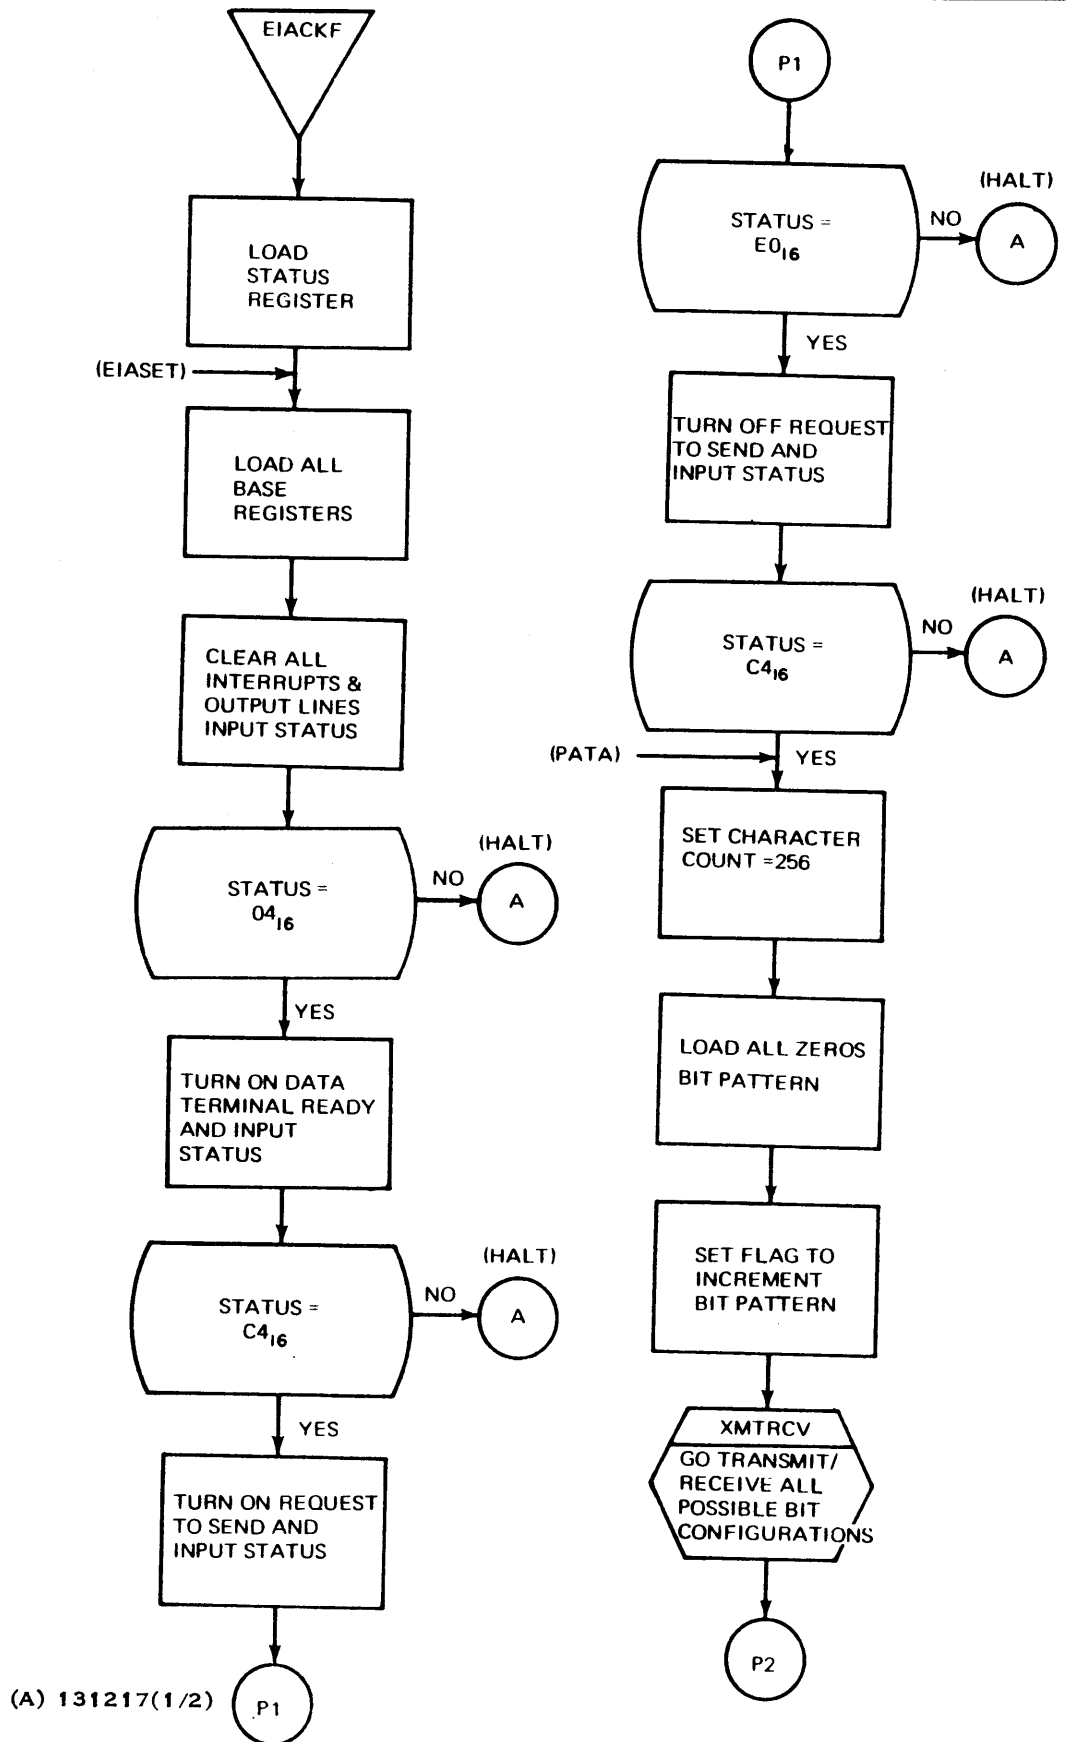 EIACKF
LOAD
STATUS
REGISTER
(EIASET)
LOAD ALL
BASE
REGISTERS
CLEAR ALL
INTERRUPTS &
OUTPUT LINES
INPUT STATUS
STATUS =
04₁₆
NO
(HALT)
A
YES
TURN ON DATA
TERMINAL READY
AND INPUT
STATUS
STATUS =
C4₁₆
NO
(HALT)
A
YES
TURN ON REQUEST
TO SEND AND
INPUT STATUS
P1
(A) 131217(1/2)
P1
STATUS =
E0₁₆
NO
(HALT)
A
YES
TURN OFF REQUEST
TO SEND AND
INPUT STATUS
STATUS =
C4₁₆
NO
(HALT)
A
(PATA)
YES
SET CHARACTER
COUNT =256
LOAD ALL ZEROS
BIT PATTERN
SET FLAG TO
INCREMENT
BIT PATTERN
XMTRCV
GO TRANSMIT/
RECEIVE ALL
POSSIBLE BIT
CONFIGURATIONS
P2